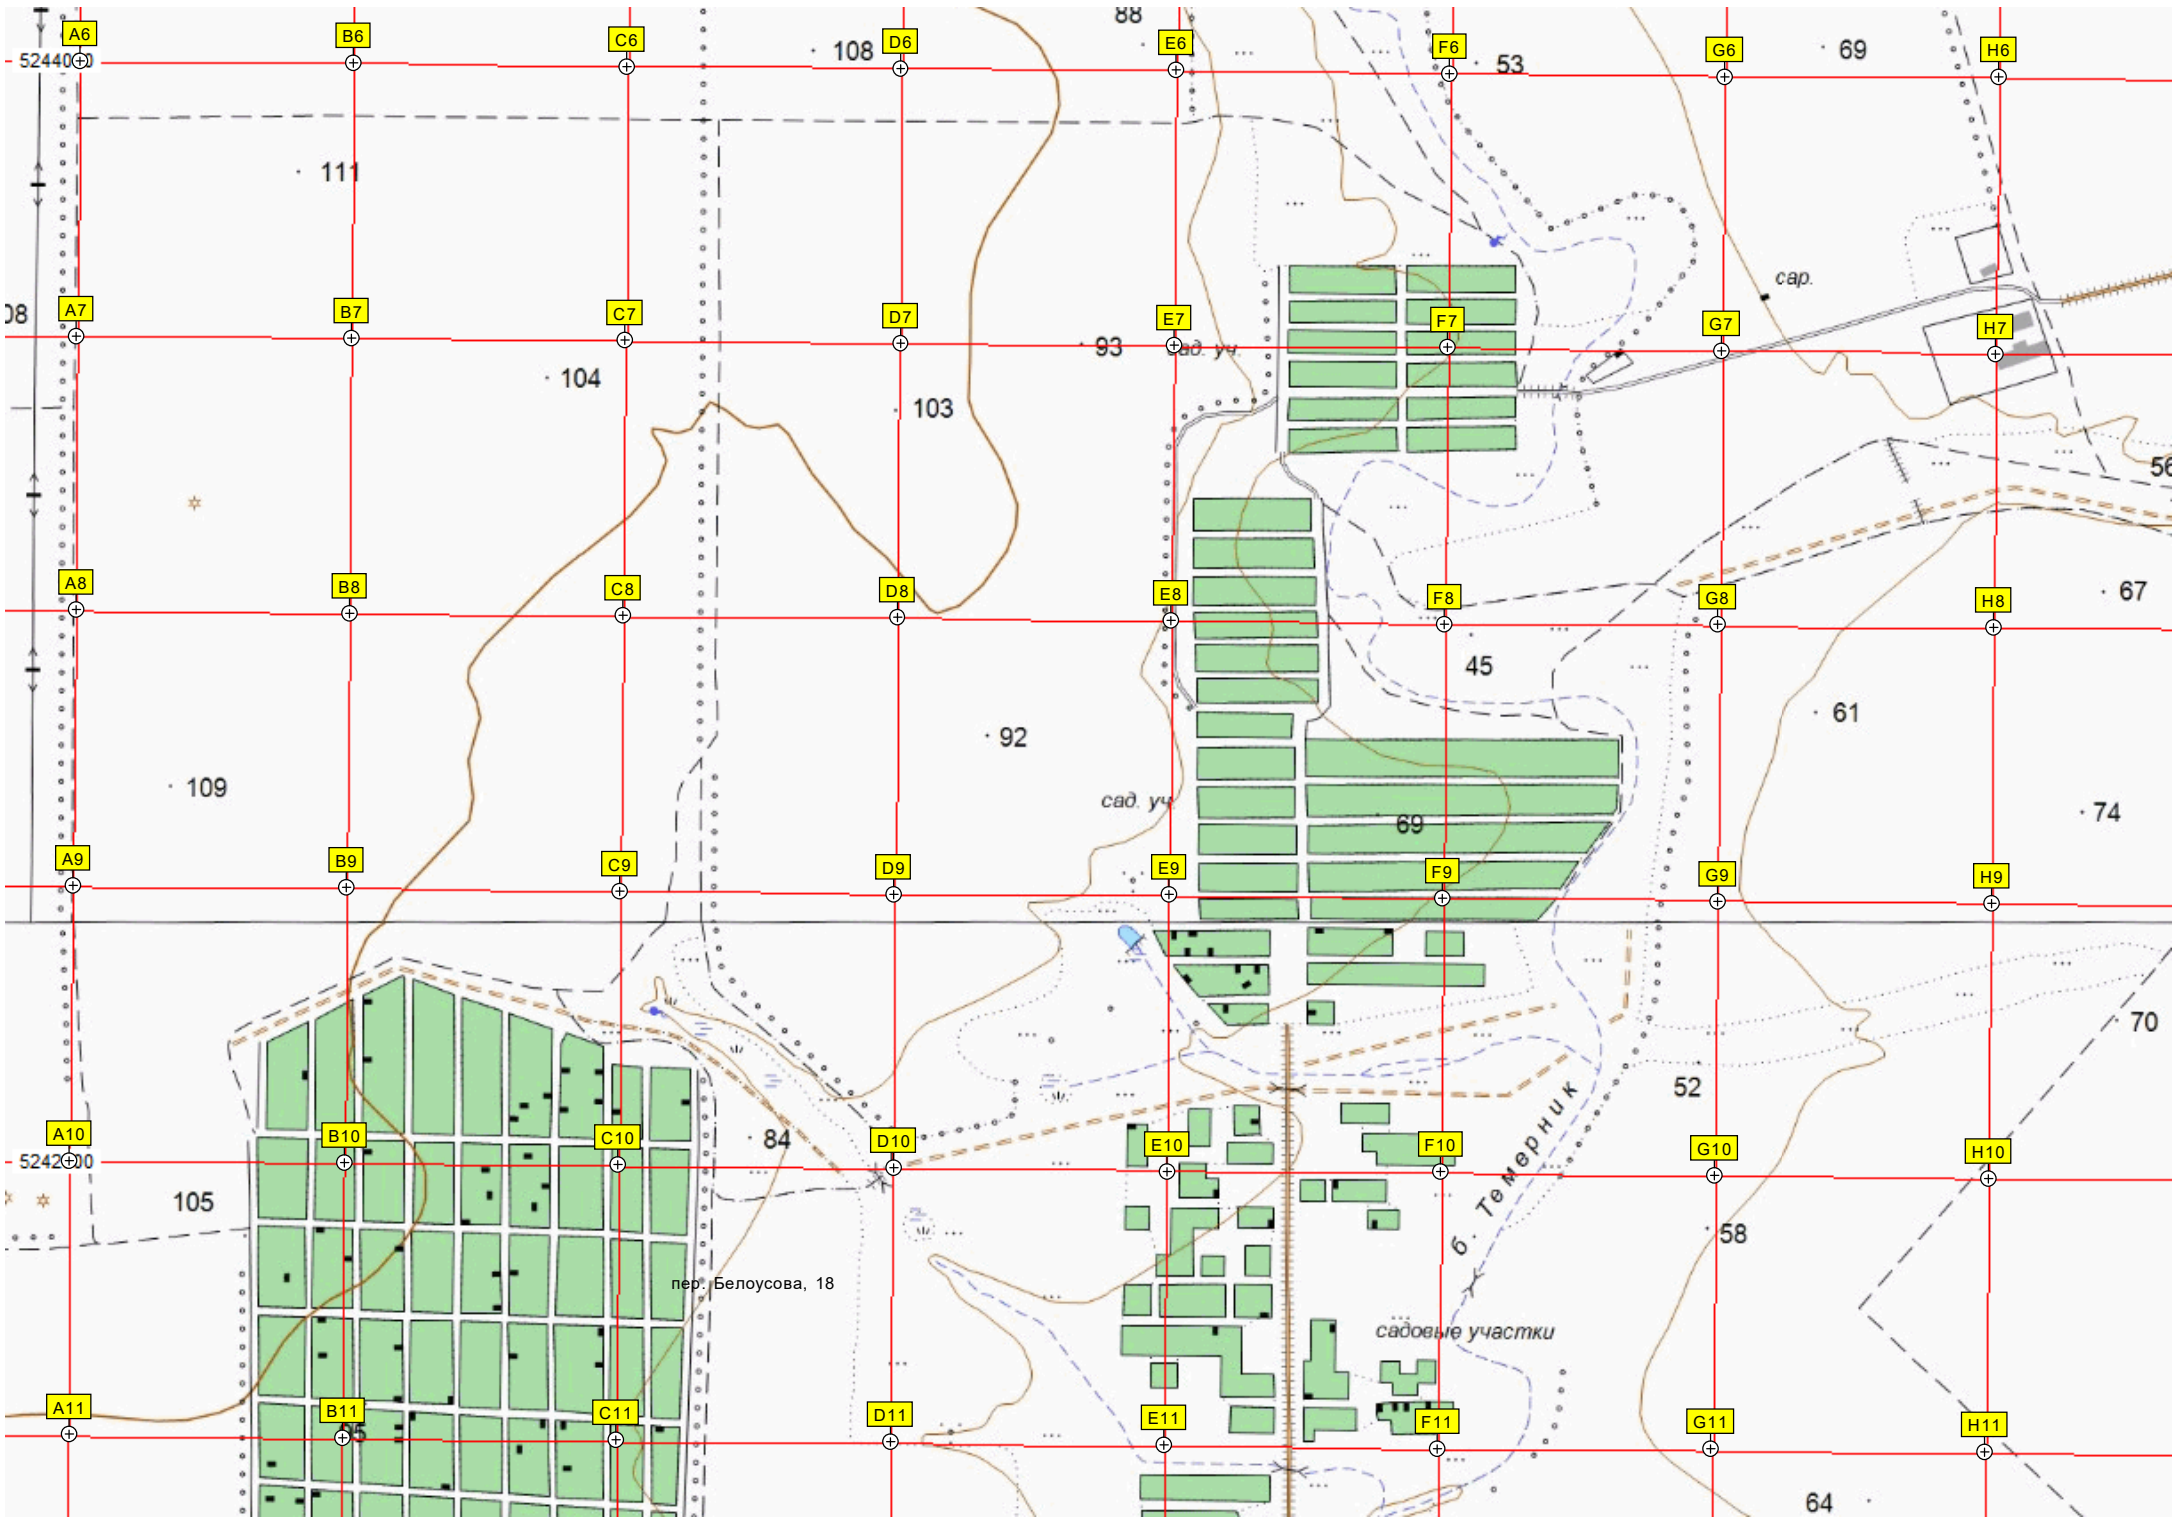 88
A6 B6 C6 D6 E6 F6 G6 H6
108 53 69
111
сар.
A7 B7 C7 D7 E7 F7 G7 H7
93 сад. уч.
104
103
A8 B8 C8 D8 E8 F8 G8 H8
67
45
61
92
109
сад. уч
74
69
A9 B9 C9 D9 E9 F9 G9 H9
70
52
A10 B10 C10 D10 E10 F10 G10 H10
84
б. Темерник
105
58
пер. Белоусова, 18
садовые участки
A11 B11 C11 D11 E11 F11 G11 H11
64